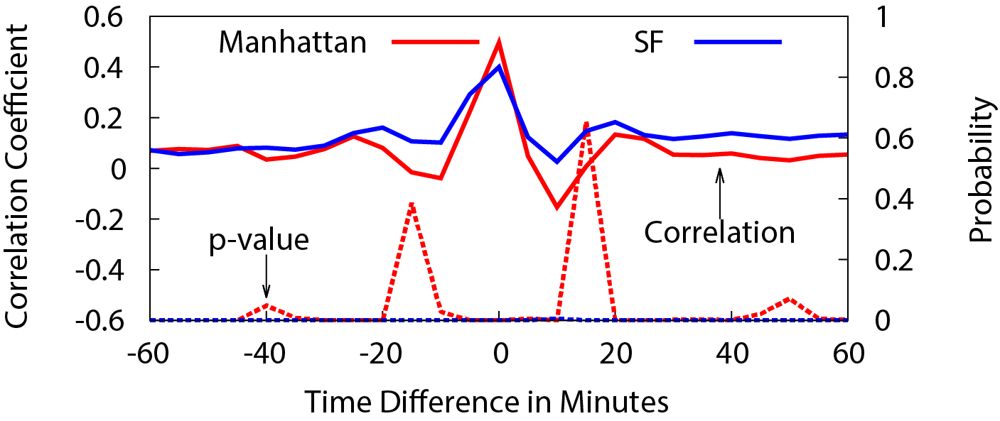 Correlation Coefficient
0.6
0.4
0.2
0
-0.2
-0.4
-0.6
Manhattan
SF
p-value
Correlation
1
0.8
0.6
0.4
0.2
0
Probability
-60 -40 -20 0 20 40 60
Time Difference in Minutes